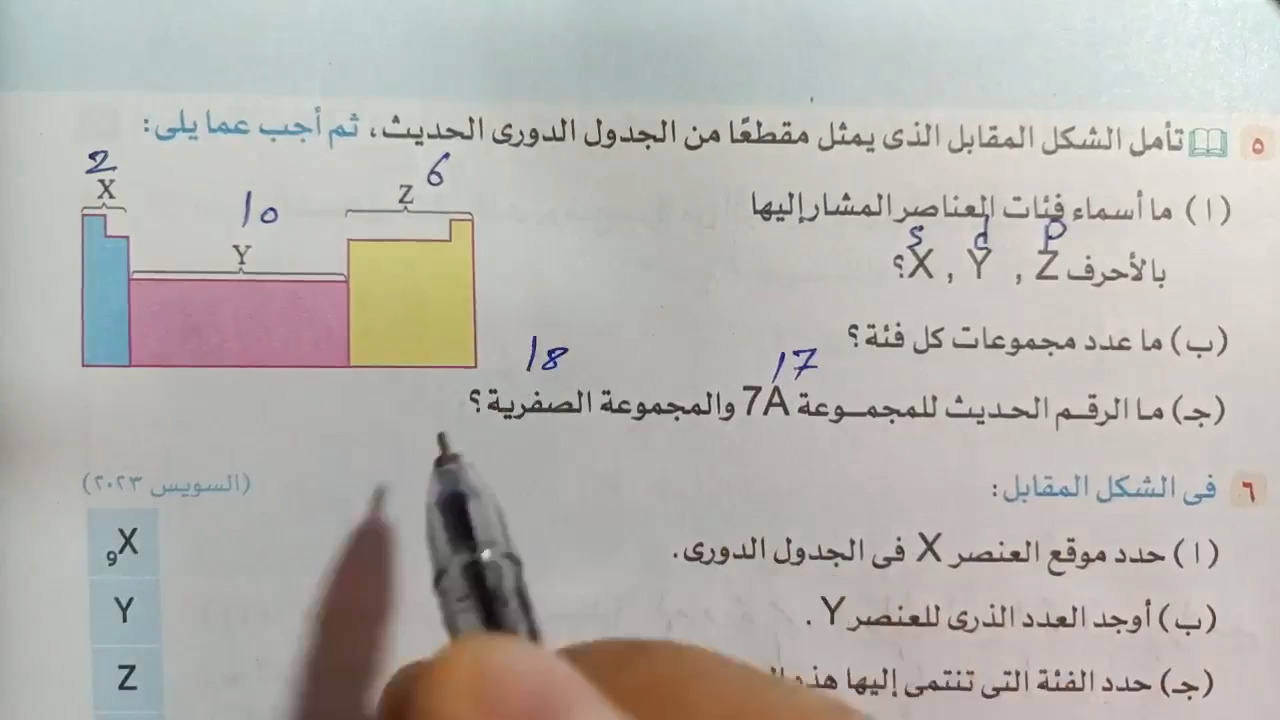 ٥ تأمل الشكل المقابل الذى يمثل مقطعًا من الجدول الدورى الحديث، ثم أجب عما يلى:
(١) ما أسماء فئات العناصر المشار إليها
s d p
بالأحرف X , Y , Z؟
2
X
10
Y
6
Z
(ب) ما عدد مجموعات كل فئة؟
17 18
(جـ) ما الرقم الحديث للمجموعة 7A والمجموعة الصفرية؟
٦ فى الشكل المقابل: (السويس ٢٠٢٣)
(١) حدد موقع العنصر X فى الجدول الدورى.
(ب) أوجد العدد الذرى للعنصر Y.
(جـ) حدد الفئة التى تنتمى إليها هذه
₉X
Y
Z